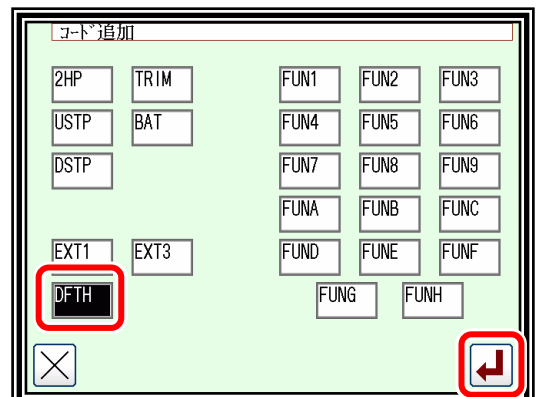 コード追加
2HP TRIM FUN1 FUN2 FUN3
USTP BAT FUN4 FUN5 FUN6
DSTP FUN7 FUN8 FUN9
FUNA FUNB FUNC
EXT1 EXT3 FUND FUNE FUNF
DFTH FUNG FUNH